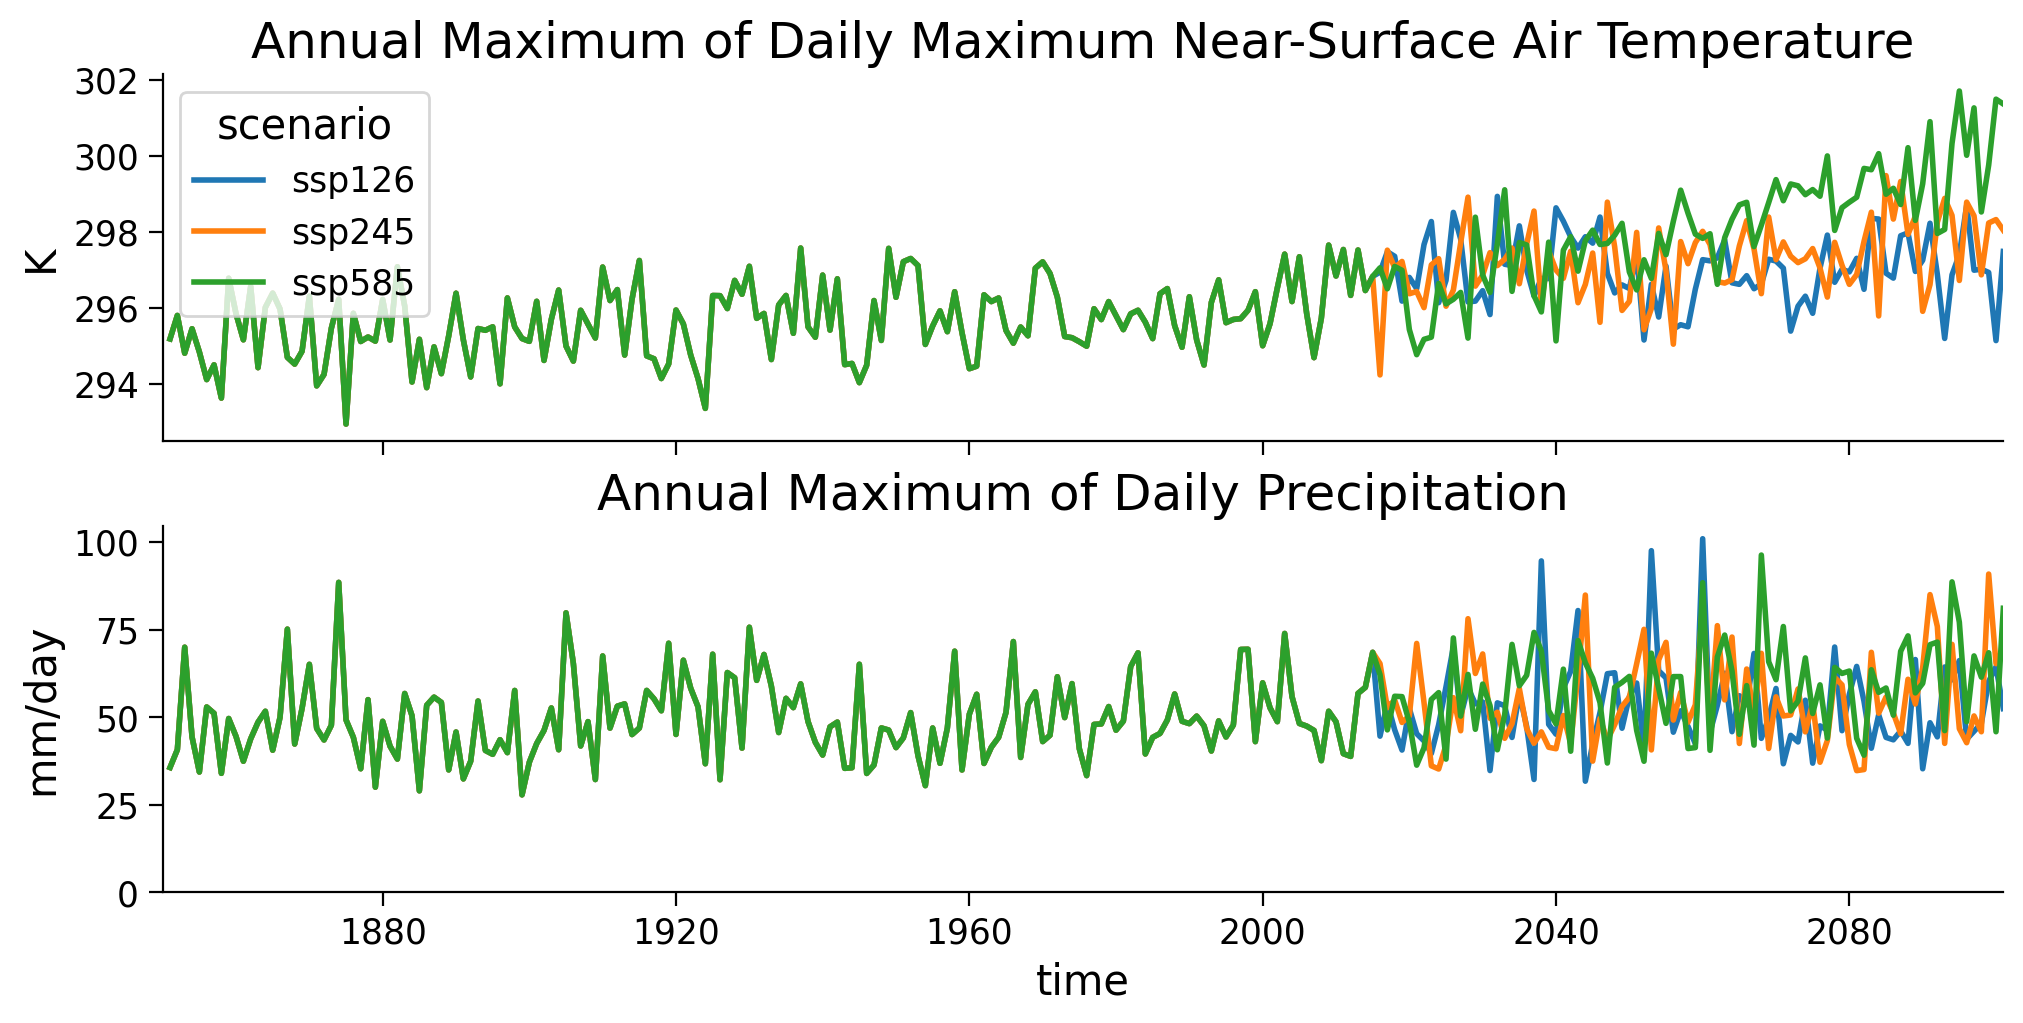 Annual Maximum of Daily Maximum Near-Surface Air Temperature
302
300
298
296
294
K
scenario
ssp126
ssp245
ssp585
Annual Maximum of Daily Precipitation
100
75
50
25
0
mm/day
1880
1920
1960
2000
2040
2080
time